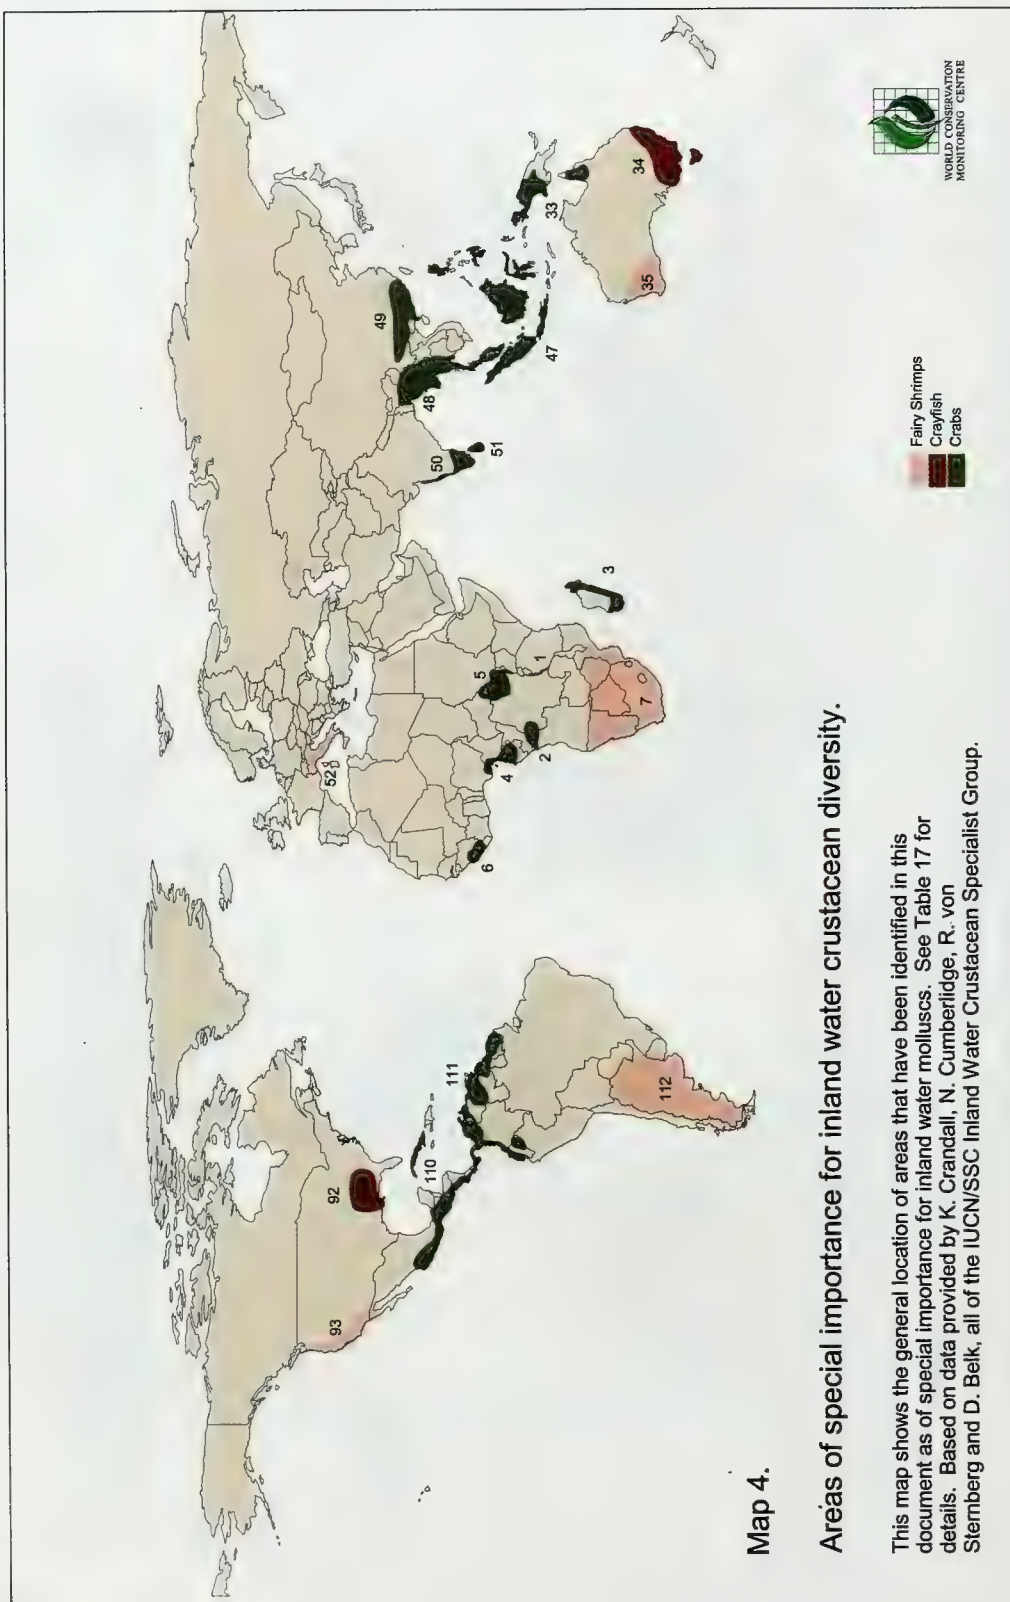 Map 4.
Areas of special importance for inland water crustacean diversity.
This map shows the general location of areas that have been identified in this
document as of special importance for inland water molluscs. See Table 17 for
details. Based on data provided by K. Crandall, N. Cumberlidge, R. von
Sternberg and D. Belk, all of the IUCN/SSC Inland Water Crustacean Specialist Group.
Fairy Shrimps
Crayfish
Crabs
WORLD CONSERVATION
MONITORING CENTRE
93
92
110
111
112
52
6
4
2
5
1
7
3
50
51
48
49
47
33
34
35